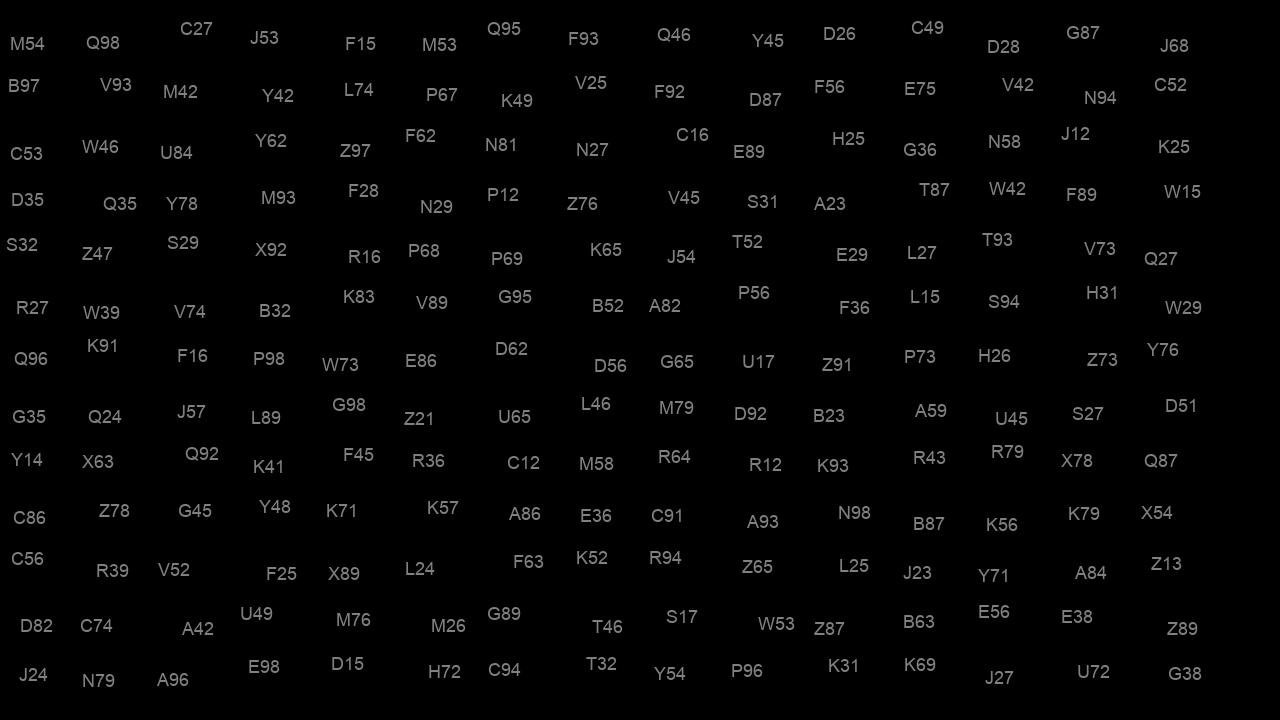 M54 Q98 C27 J53 F15 M53 Q95 F93 Q46 Y45 D26 C49 D28 G87 J68
B97 V93 M42 Y42 L74 P67 K49 V25 F92 D87 F56 E75 V42 N94 C52
C53 W46 U84 Y62 Z97 F62 N81 N27 C16 E89 H25 G36 N58 J12 K25
D35 Q35 Y78 M93 F28 N29 P12 Z76 V45 S31 A23 T87 W42 F89 W15
S32 Z47 S29 X92 R16 P68 P69 K65 J54 T52 E29 L27 T93 V73 Q27
R27 W39 V74 B32 K83 V89 G95 B52 A82 P56 F36 L15 S94 H31 W29
Q96 K91 F16 P98 W73 E86 D62 D56 G65 U17 Z91 P73 H26 Z73 Y76
G35 Q24 J57 L89 G98 Z21 U65 L46 M79 D92 B23 A59 U45 S27 D51
Y14 X63 Q92 K41 F45 R36 C12 M58 R64 R12 K93 R43 R79 X78 Q87
C86 Z78 G45 Y48 K71 K57 A86 E36 C91 A93 N98 B87 K56 K79 X54
C56 R39 V52 F25 X89 L24 F63 K52 R94 Z65 L25 J23 Y71 A84 Z13
D82 C74 A42 U49 M76 M26 G89 T46 S17 W53 Z87 B63 E56 E38 Z89
J24 N79 A96 E98 D15 H72 C94 T32 Y54 P96 K31 K69 J27 U72 G38